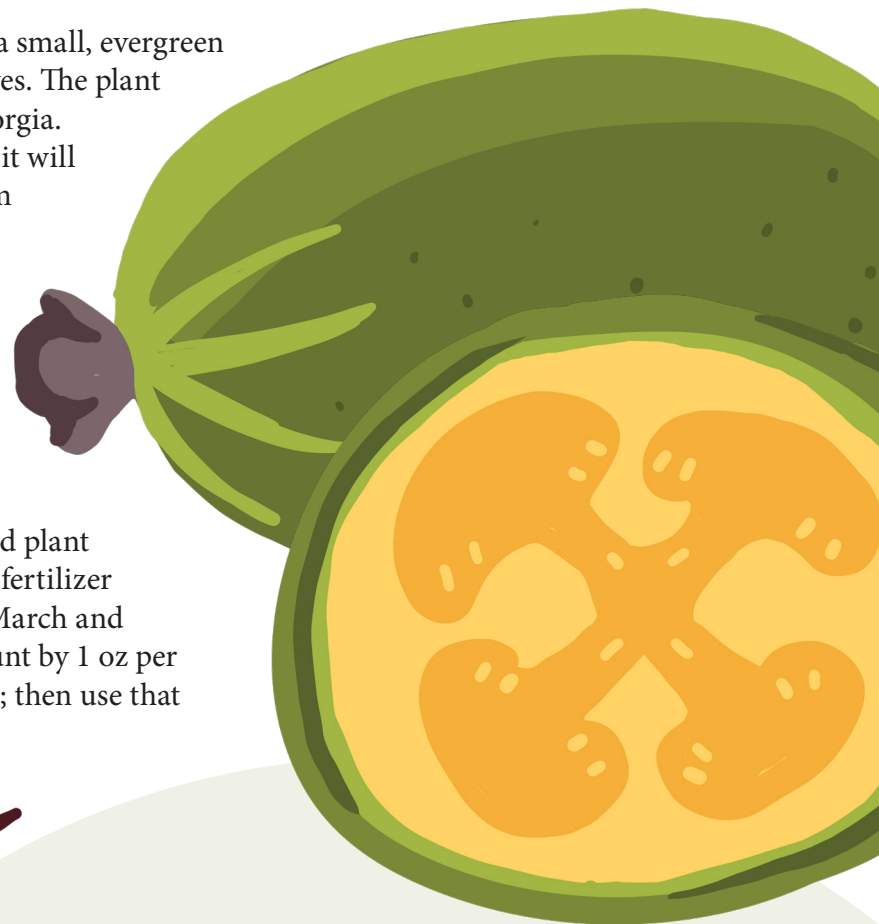 a small, evergreen
es. The plant
orgia.
it will
n
d plant
fertilizer
March and
unt by 1 oz per
; then use that